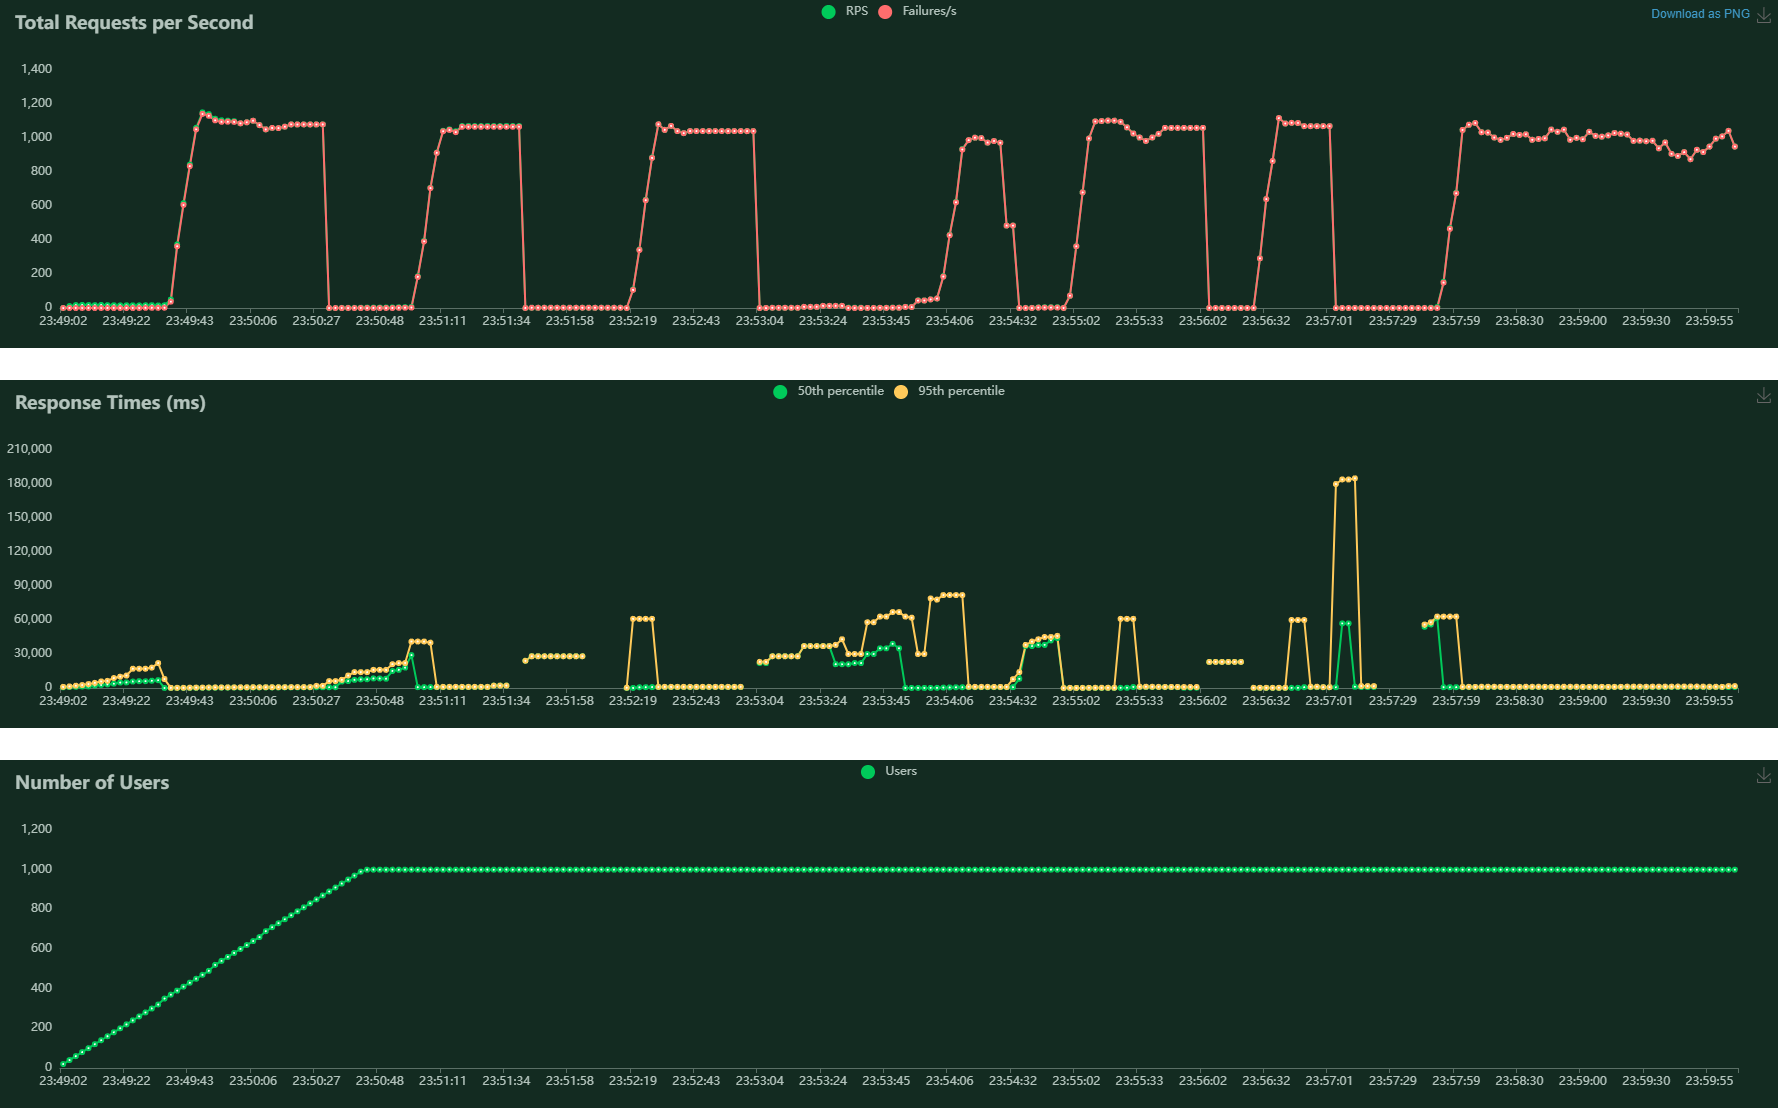 Total Requests per Second
RPS Failures/s
Download as PNG
1,400
1,200
1,000
800
600
400
200
0
23:49:02 23:49:22 23:49:43 23:50:06 23:50:27 23:50:48 23:51:11 23:51:34 23:51:58 23:52:19 23:52:43 23:53:04 23:53:24 23:53:45 23:54:06 23:54:32 23:55:02 23:55:33 23:56:02 23:56:32 23:57:01 23:57:29 23:57:59 23:58:30 23:59:00 23:59:30 23:59:55
Response Times (ms)
50th percentile 95th percentile
210,000
180,000
150,000
120,000
90,000
60,000
30,000
0
23:49:02 23:49:22 23:49:43 23:50:06 23:50:27 23:50:48 23:51:11 23:51:34 23:51:58 23:52:19 23:52:43 23:53:04 23:53:24 23:53:45 23:54:06 23:54:32 23:55:02 23:55:33 23:56:02 23:56:32 23:57:01 23:57:29 23:57:59 23:58:30 23:59:00 23:59:30 23:59:55
Number of Users
Users
1,200
1,000
800
600
400
200
0
23:49:02 23:49:22 23:49:43 23:50:06 23:50:27 23:50:48 23:51:11 23:51:34 23:51:58 23:52:19 23:52:43 23:53:04 23:53:24 23:53:45 23:54:06 23:54:32 23:55:02 23:55:33 23:56:02 23:56:32 23:57:01 23:57:29 23:57:59 23:58:30 23:59:00 23:59:30 23:59:55